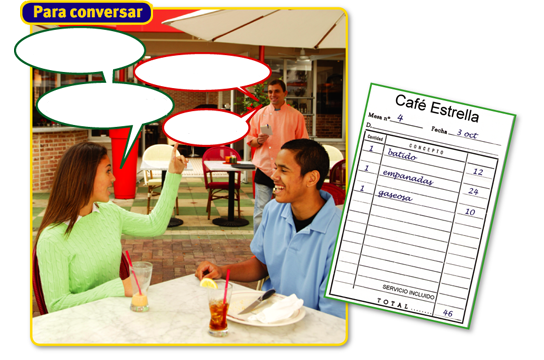 Para conversar
Café Estrella
Mesa nº 4 Fecha 3 oct
D.
Cantidad CONCEPTO
1 batido 12
1 empanadas 24
1 gaseosa 10
SERVICIO INCLUIDO
TOTAL........ 46